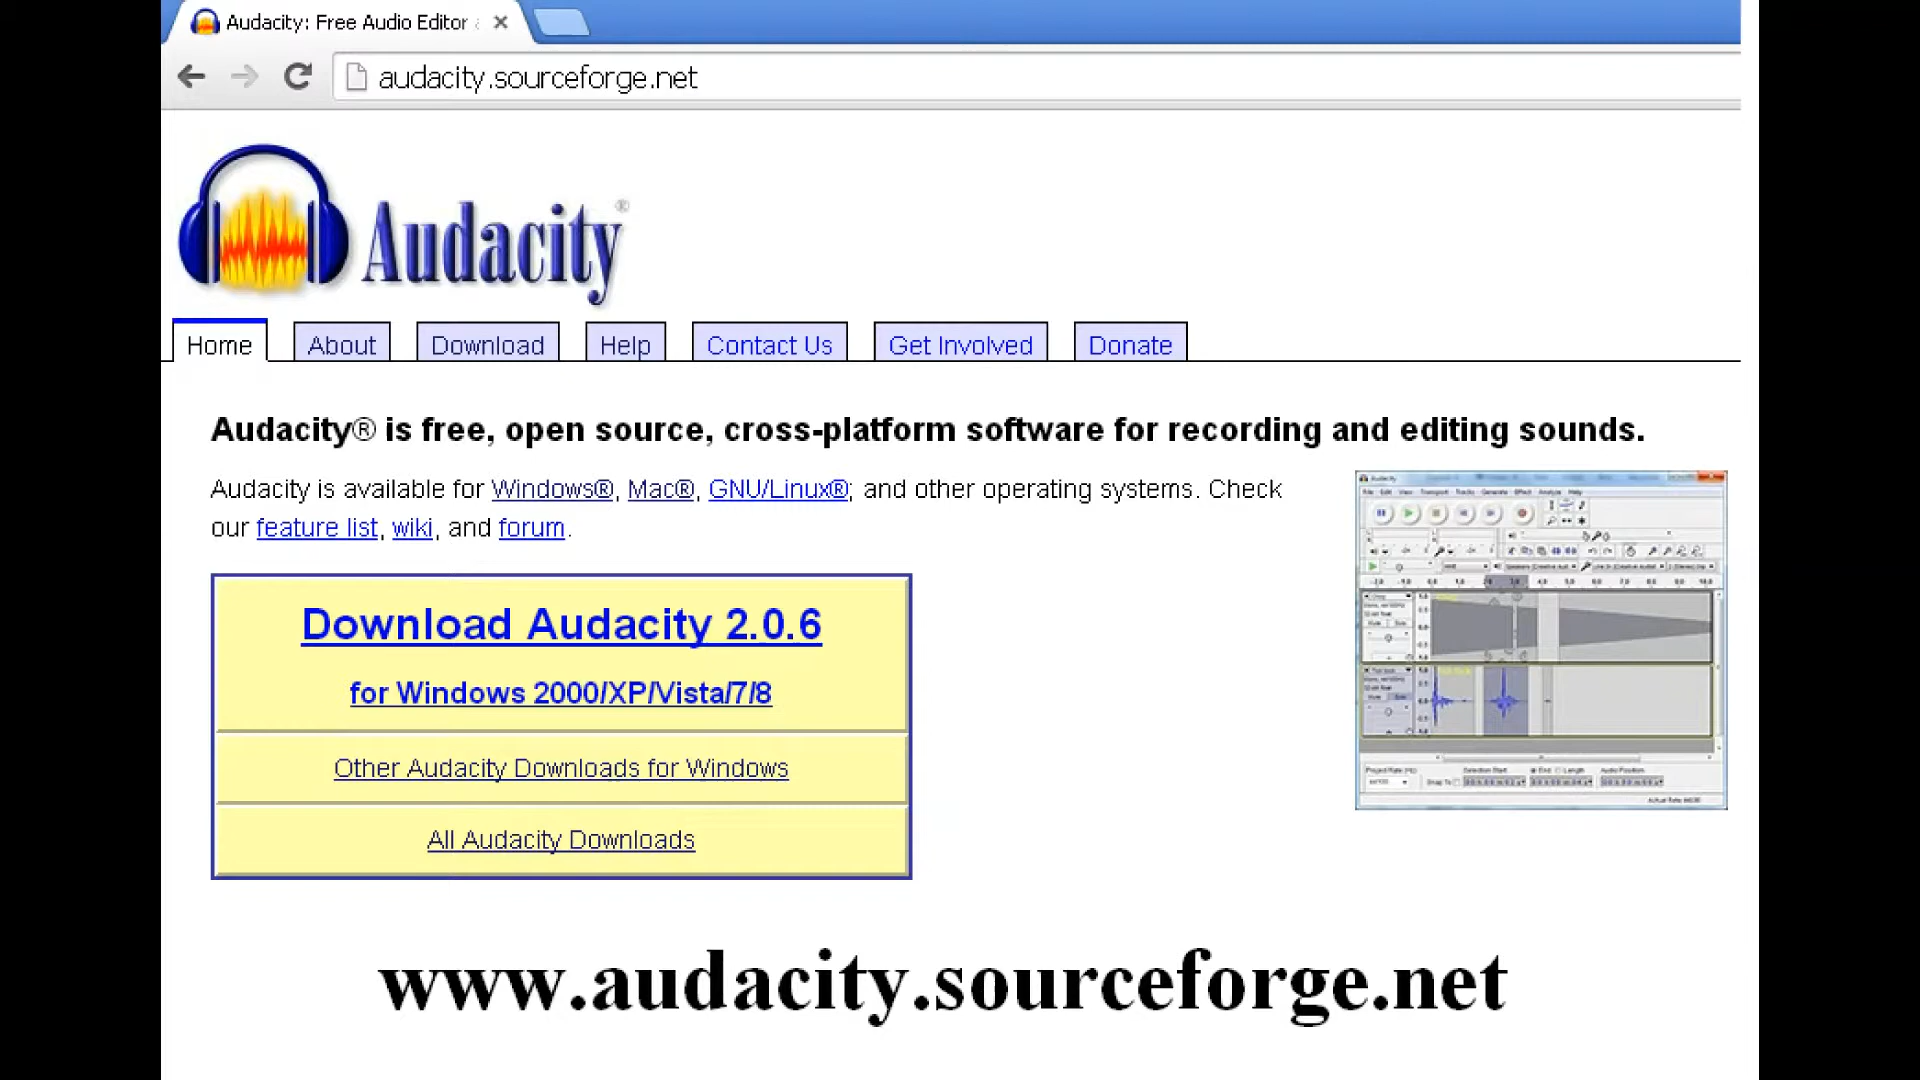 Audacity: Free Audio Editor
audacity.sourceforge.net
Audacity®
Home About Download Help Contact Us Get Involved Donate
Audacity® is free, open source, cross-platform software for recording and editing sounds.
Audacity is available for Windows®, Mac®, GNU/Linux®; and other operating systems. Check
our feature list, wiki, and forum.
Download Audacity 2.0.6
for Windows 2000/XP/Vista/7/8
Other Audacity Downloads for Windows
All Audacity Downloads
www.audacity.sourceforge.net